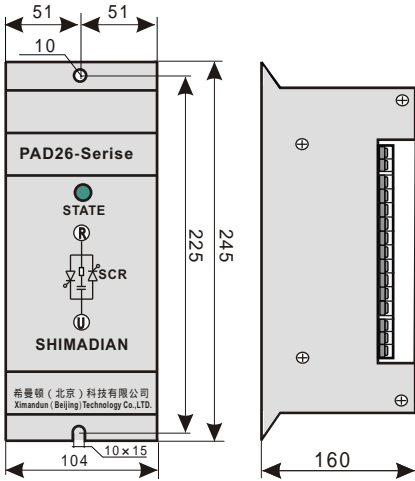 51 51
10
PAD26-Serise
STATE
R
SCR
U
SHIMADIAN
希曼顿（北京）科技有限公司
Ximandun (Beijing) Technology Co.,LTD.
225
245
10×15
104
160